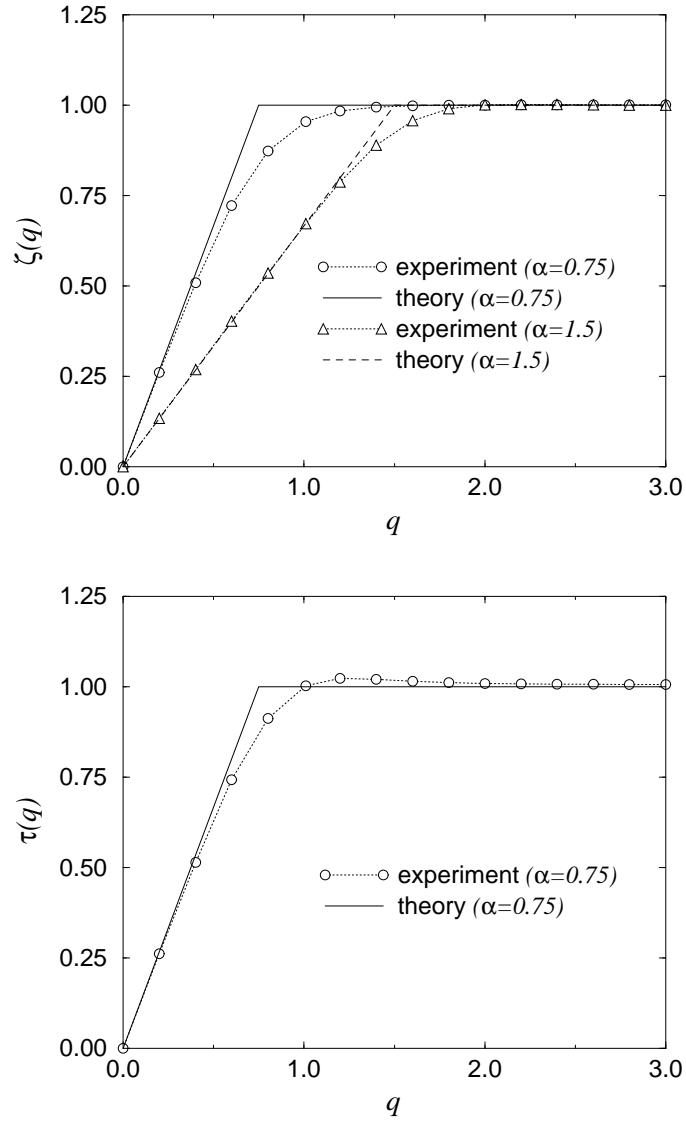 1.25
1.00
0.75
0.50
0.25
0.00
ζ(q)
experiment (α=0.75)
theory (α=0.75)
experiment (α=1.5)
theory (α=1.5)
0.0 1.0 2.0 3.0
q
1.25
1.00
0.75
0.50
0.25
0.00
τ(q)
experiment (α=0.75)
theory (α=0.75)
0.0 1.0 2.0 3.0
q